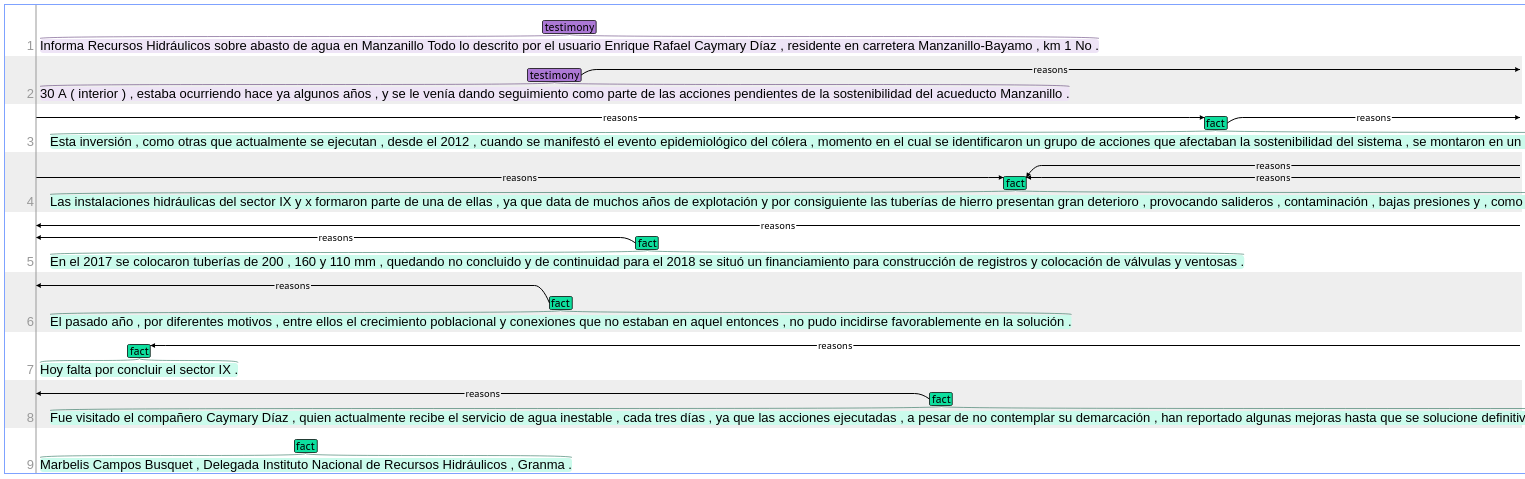 testimony
1 Informa Recursos Hidráulicos sobre abasto de agua en Manzanillo Todo lo descrito por el usuario Enrique Rafael Caymary Díaz , residente en carretera Manzanillo-Bayamo , km 1 No .
testimony reasons
2 30 A ( interior ) , estaba ocurriendo hace ya algunos años , y se le venía dando seguimiento como parte de las acciones pendientes de la sostenibilidad del acueducto Manzanillo .
reasons fact reasons
3 Esta inversión , como otras que actualmente se ejecutan , desde el 2012 , cuando se manifestó el evento epidemiológico del cólera , momento en el cual se identificaron un grupo de acciones que afectaban la sostenibilidad del sistema , se montaron en un
reasons
reasons fact reasons
4 Las instalaciones hidráulicas del sector IX y x formaron parte de una de ellas , ya que data de muchos años de explotación y por consiguiente las tuberías de hierro presentan gran deterioro , provocando salideros , contaminación , bajas presiones y , como
reasons
reasons fact
5 En el 2017 se colocaron tuberías de 200 , 160 y 110 mm , quedando no concluido y de continuidad para el 2018 se situó un financiamiento para construcción de registros y colocación de válvulas y ventosas .
reasons
fact
6 El pasado año , por diferentes motivos , entre ellos el crecimiento poblacional y conexiones que no estaban en aquel entonces , no pudo incidirse favorablemente en la solución .
fact reasons
7 Hoy falta por concluir el sector IX .
reasons fact
8 Fue visitado el compañero Caymary Díaz , quien actualmente recibe el servicio de agua inestable , cada tres días , ya que las acciones ejecutadas , a pesar de no contemplar su demarcación , han reportado algunas mejoras hasta que se solucione definitiv
fact
9 Marbelis Campos Busquet , Delegada Instituto Nacional de Recursos Hidráulicos , Granma .